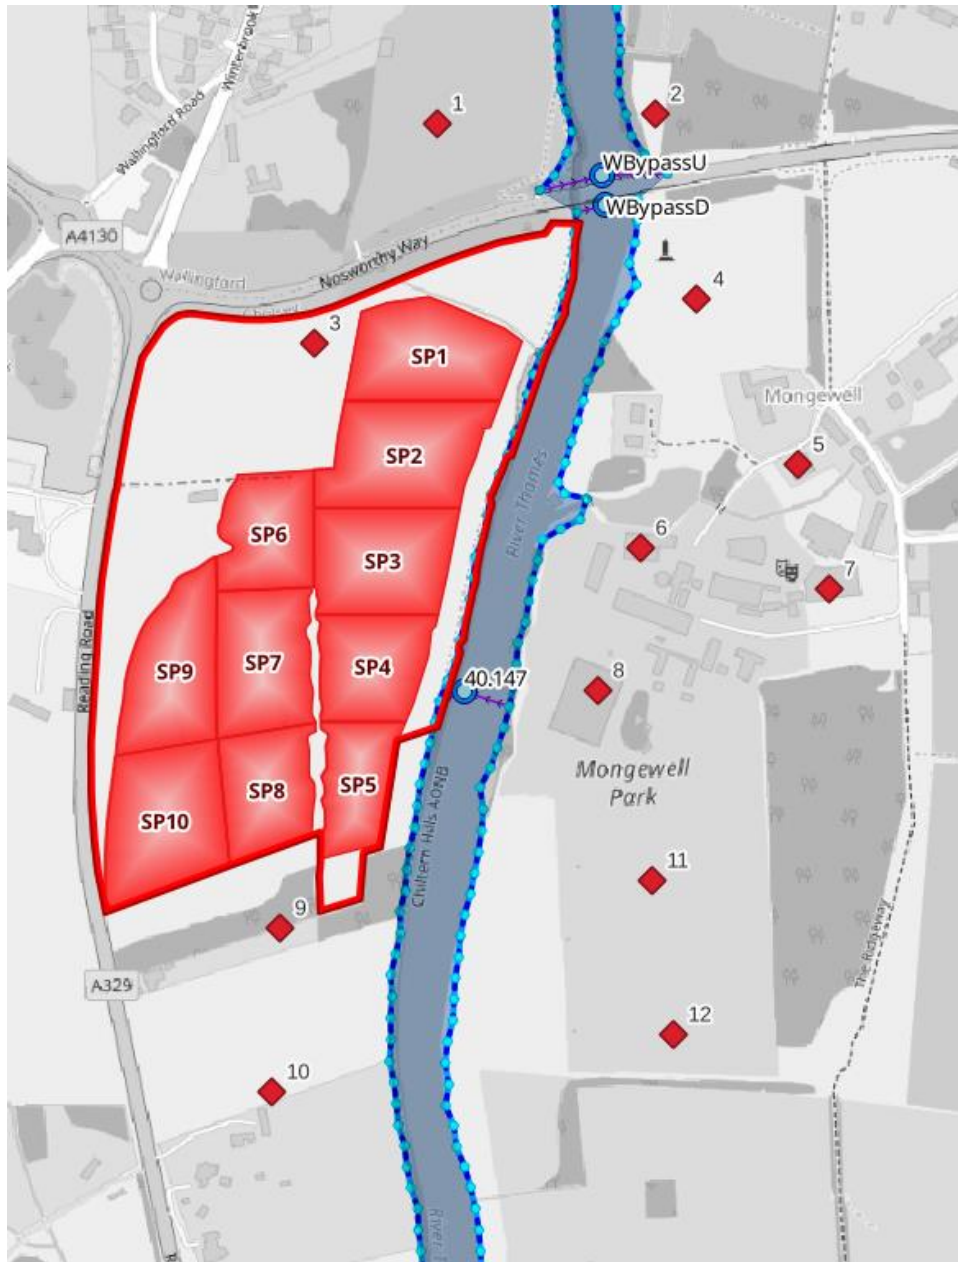 Winterbrook
Wallingford Road
1
2
WBypassU
WBypassD
A4130
Nosworthy Way
Wallingford
Cholsey
3
4
SP1
Mongewell
SP2
5
River Thames
SP6
6
SP3
7
Reading Road
SP7
SP4
SP9
40.147
8
Mongewell
Park
SP5
SP8
SP10
Chiltern Hills AONB
11
9
The Ridgeway
A329
12
10